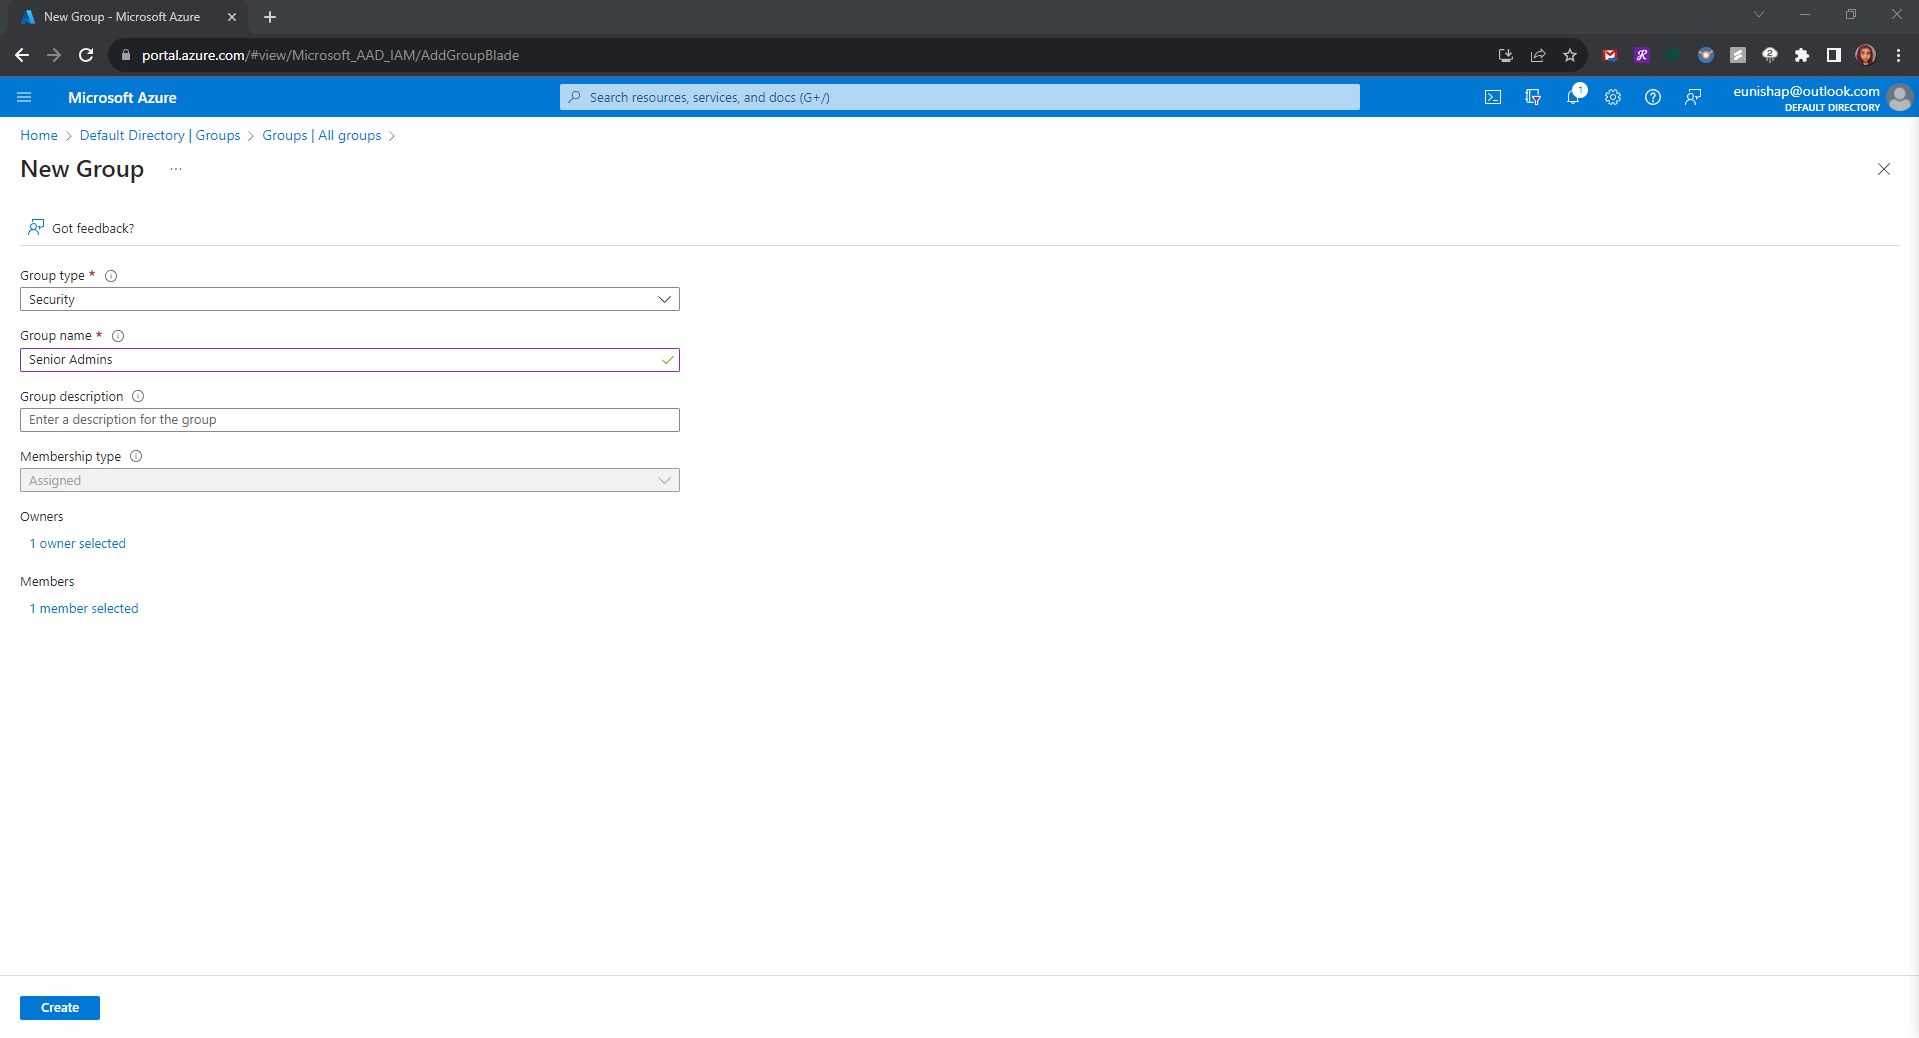 New Group - Microsoft Azure
portal.azure.com/#view/Microsoft_AAD_IAM/AddGroupBlade
Microsoft Azure
Search resources, services, and docs (G+/)
1
eunishap@outlook.com
DEFAULT DIRECTORY
Home > Default Directory | Groups > Groups | All groups >
New Group ...
Got feedback?
Group type *
Security
Group name *
Senior Admins
Group description
Enter a description for the group
Membership type
Assigned
Owners
1 owner selected
Members
1 member selected
Create